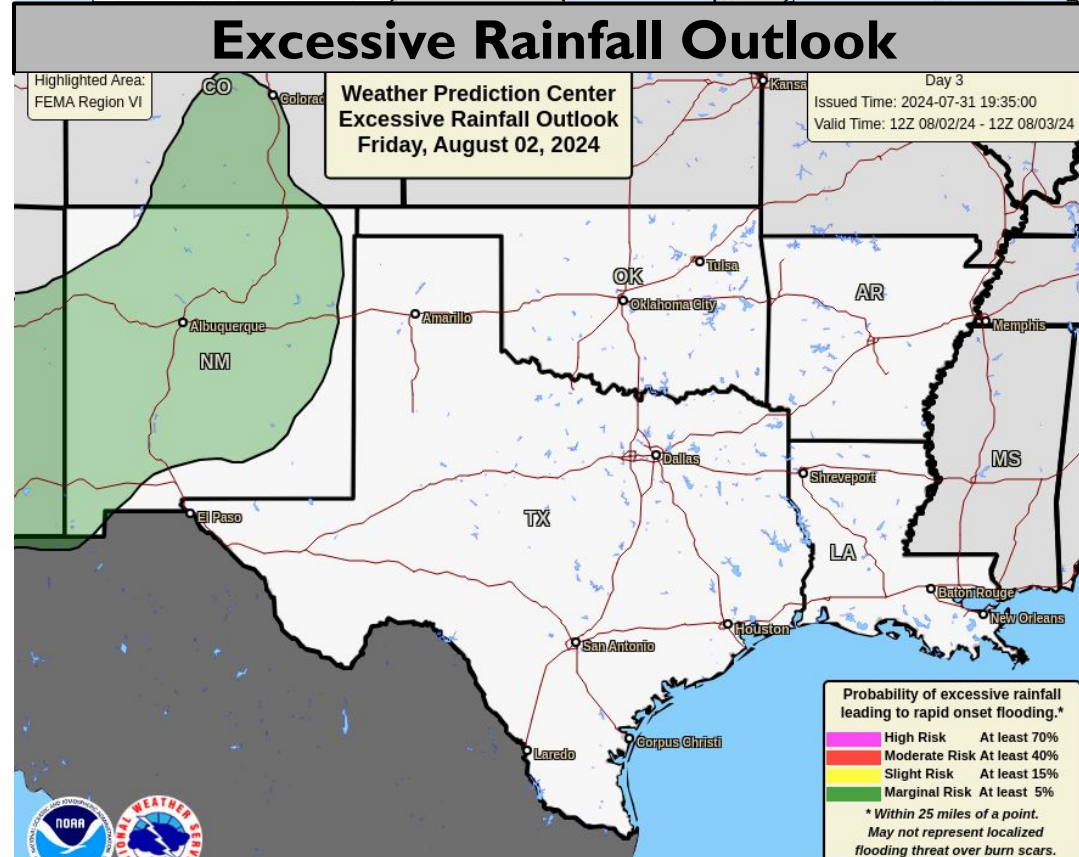 Excessive Rainfall Outlook
Highlighted Area:
FEMA Region VI
Weather Prediction Center
Excessive Rainfall Outlook
Friday, August 02, 2024
Day 3
Issued Time: 2024-07-31 19:35:00
Valid Time: 12Z 08/02/24 - 12Z 08/03/24
CO
Colorad
Kansa
OK
Tulsa
Oklahoma City
AR
Amarillo
Albuquerque
Memphis
NM
Dallas
MS
Shreveport
El Paso
TX
LA
Baton Rouge
New Orleans
Houston
San Antonio
Laredo
Corpus Christi
Probability of excessive rainfall
leading to rapid onset flooding.*
High Risk At least 70%
Moderate Risk At least 40%
Slight Risk At least 15%
Marginal Risk At least 5%
* Within 25 miles of a point.
May not represent localized
flooding threat over burn scars.
NOAA
WEATHER